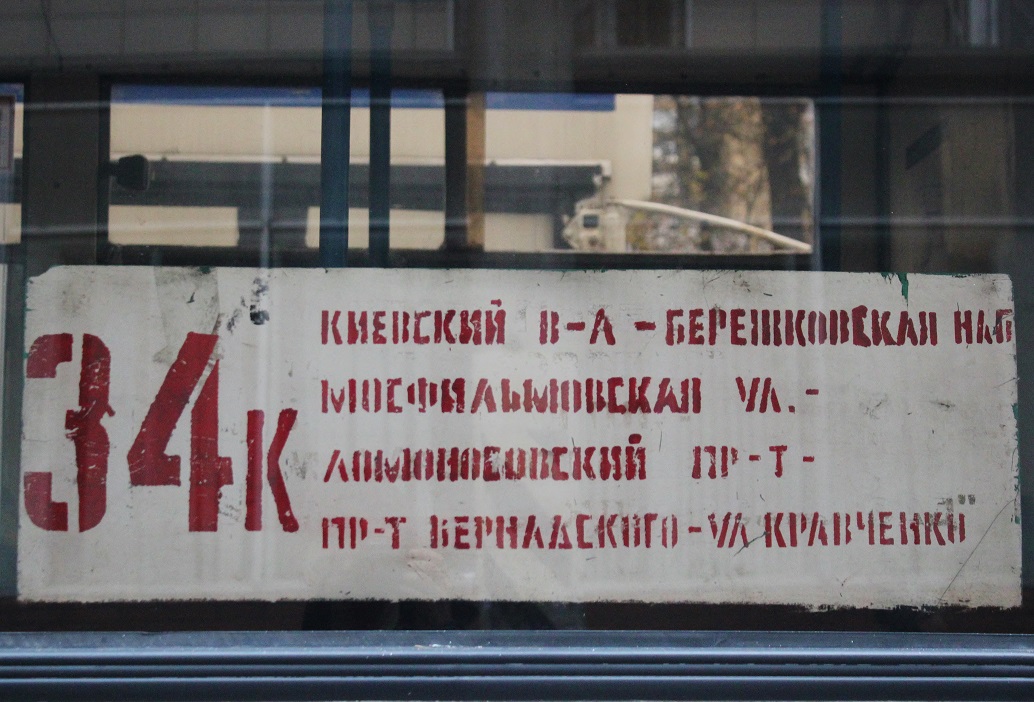 34к
КИЕВСКИЙ В-А - БЕРЕЖКОВСКАЯ НАБ
МОСФИЛЬМОВСКАЯ УЛ.-
ЛОМОНОСОВСКИЙ ПР-Т-
ПР-Т ВЕРНАДСКОГО-УЛ КРАВЧЕНКО